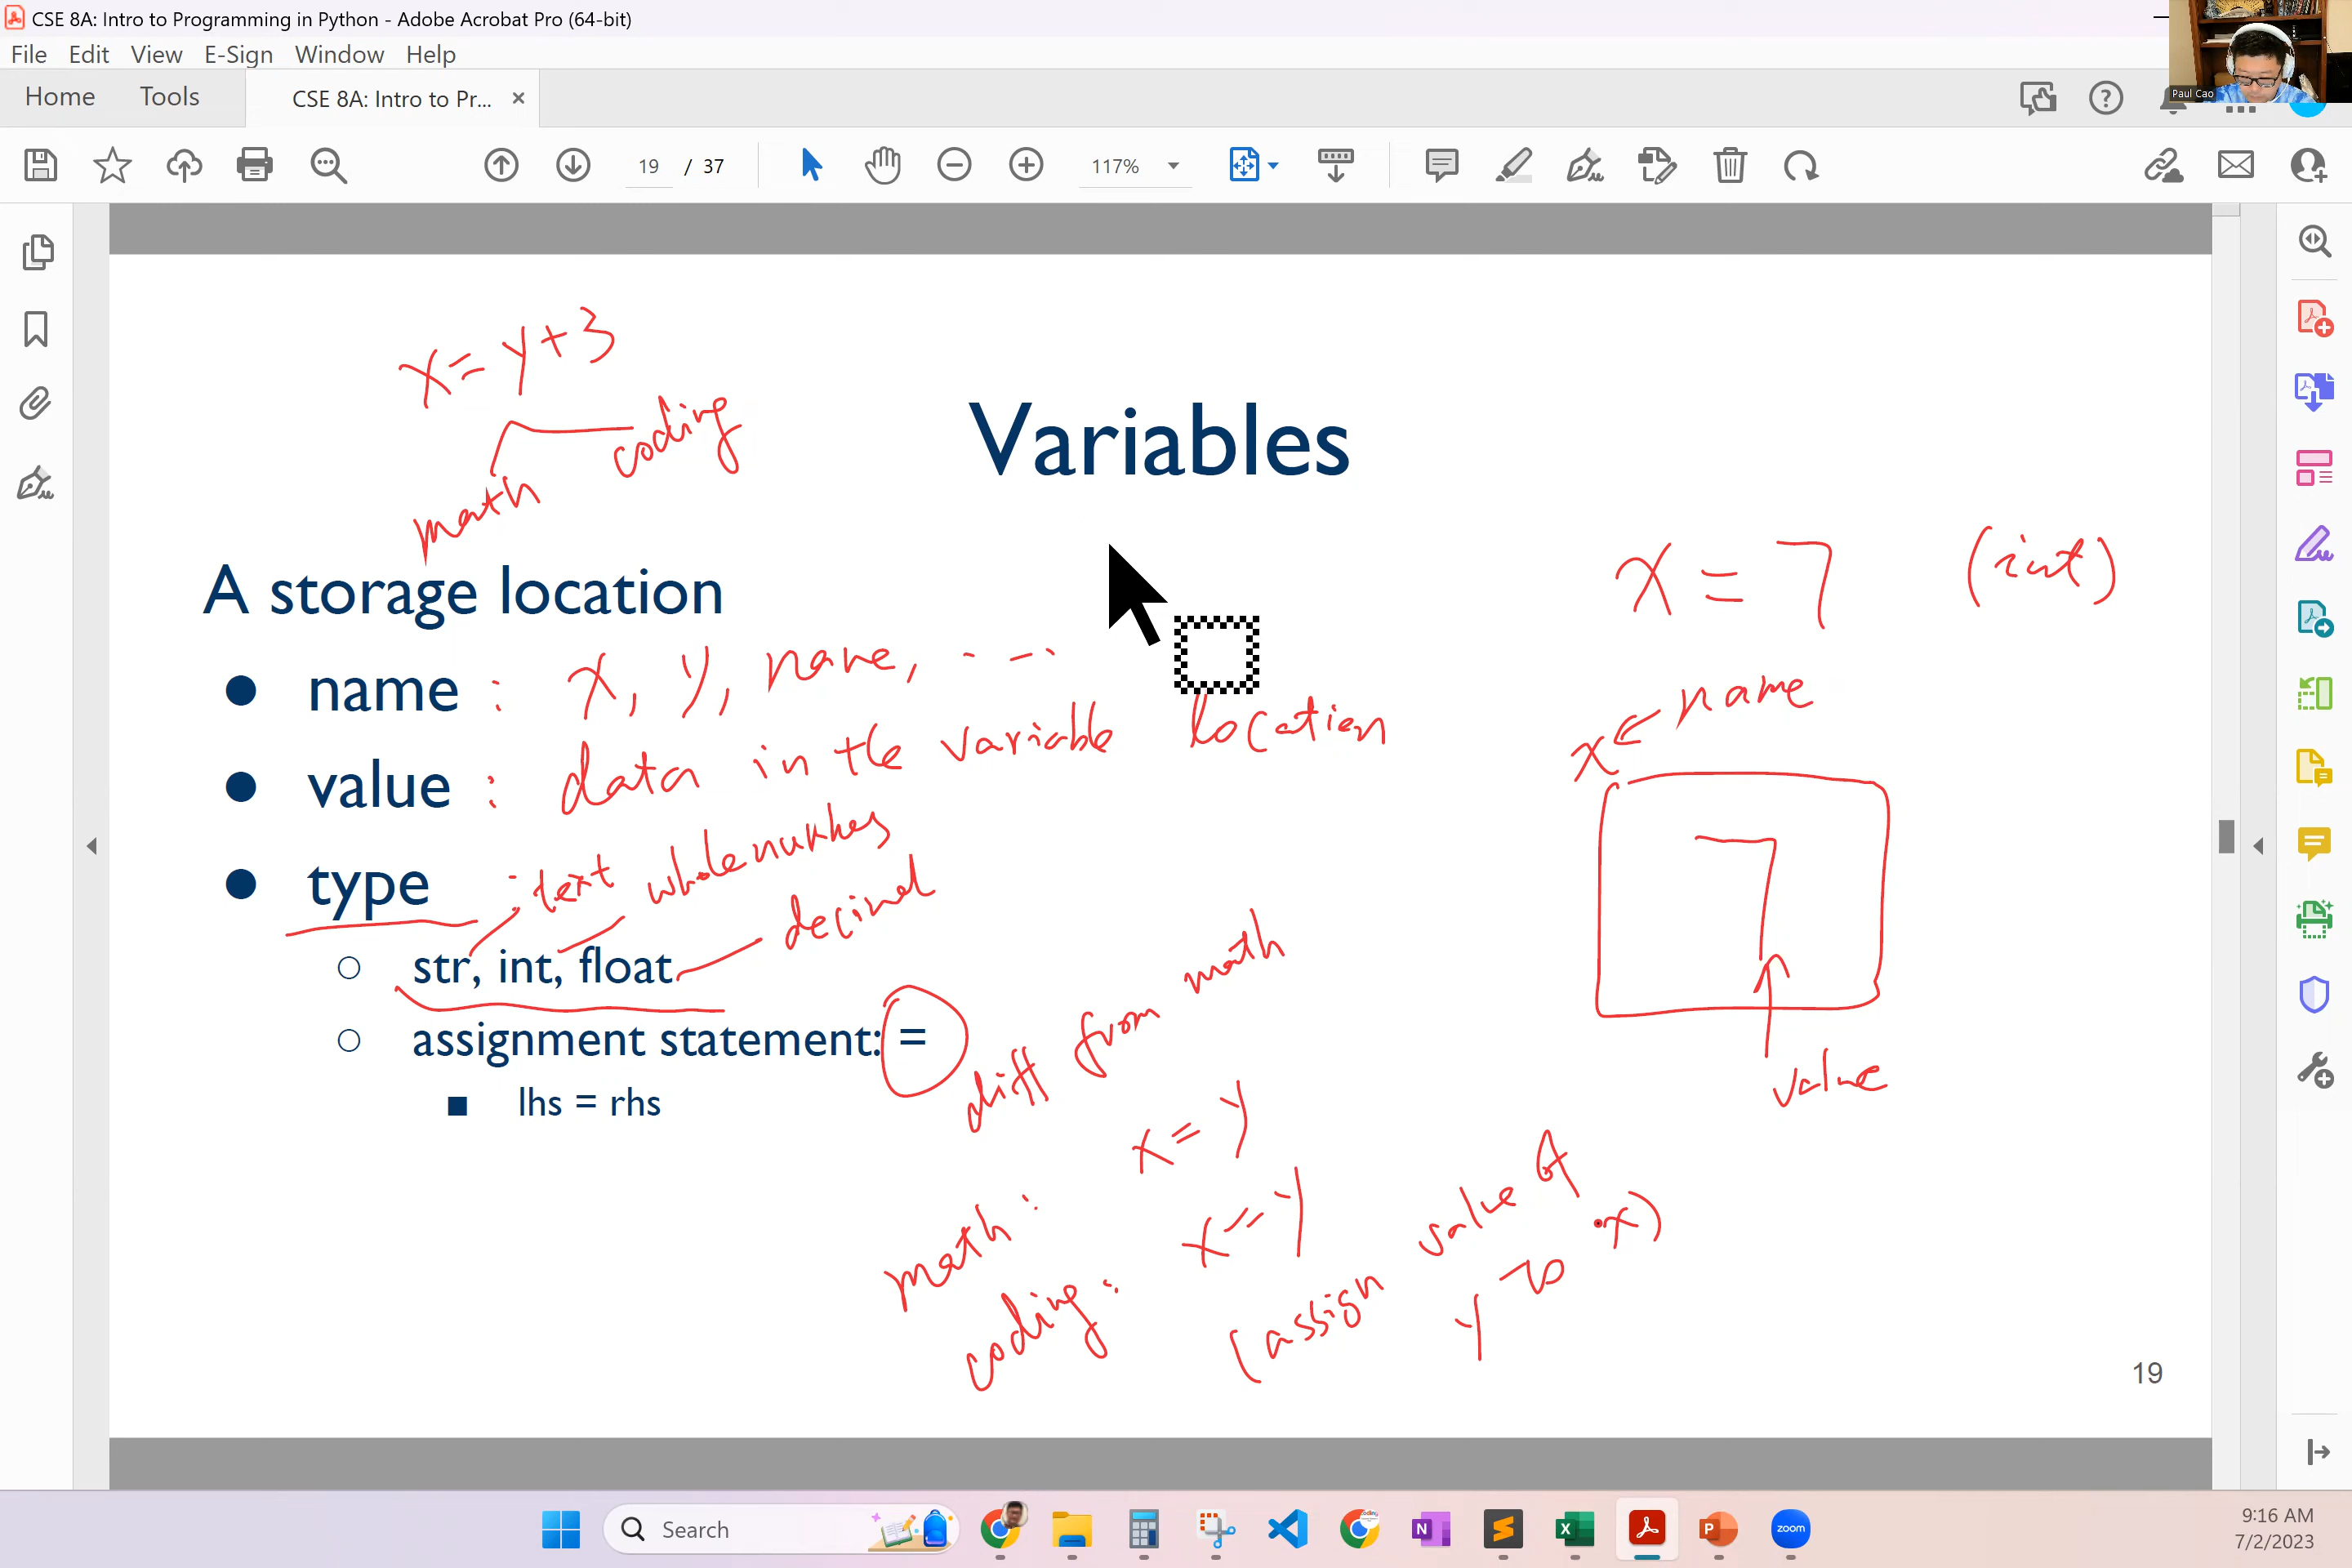 CSE 8A: Intro to Programming in Python - Adobe Acrobat Pro (64-bit)
File Edit View E-Sign Window Help
Paul Cao
Home Tools CSE 8A: Intro to Pr... ×
19 / 37 117%
x = y + 3
coding
math
Variables
x = 7 (int)
A storage location
● name : x, y, name, . . .
x ← name
● value : data in the variable location
7
value
● type : text whole numbers
decimal
○ str, int, float
○ assignment statement: =
diff from math
■ lhs = rhs
math : x = y
coding : x = y
(assign value of
y to x)
19
Search
zoom
9:16 AM
7/2/2023